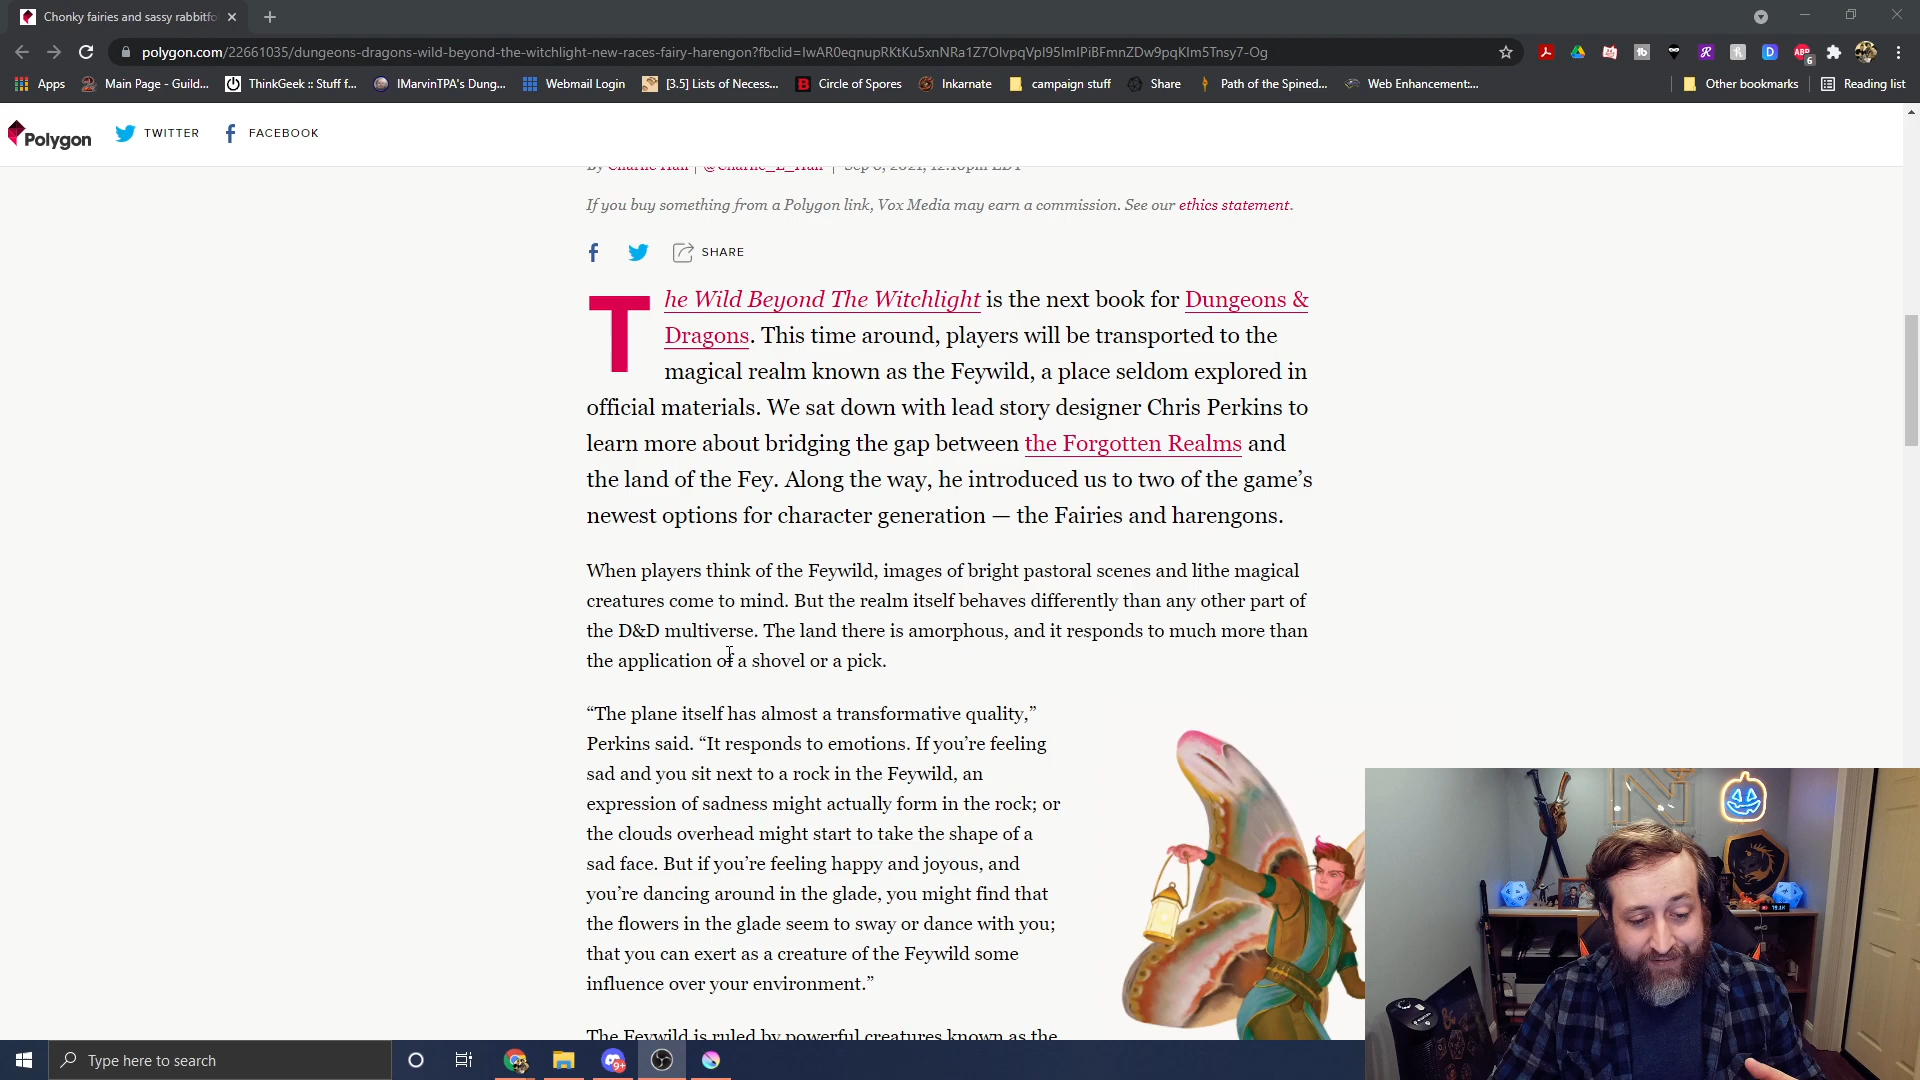 Chonky fairies and sassy rabbitfo
polygon.com/22661035/dungeons-dragons-wild-beyond-the-witchlight-new-races-fairy-harengon?fbclid=IwAR0eqnupRKtKu5xnNRa1Z7OlvpqVpI95ImIPiBFmnZDw9pqKIm5Tnsy7-Og
Apps Main Page - Guild... ThinkGeek :: Stuff f... IMarvinTPA's Dung... Webmail Login [3.5] Lists of Necess... Circle of Spores Inkarnate campaign stuff Share Path of the Spined... Web Enhancement:... Other bookmarks Reading list
Polygon TWITTER FACEBOOK
By Charlie Hall | @Charlie_L_Hall | Sep 8, 2021, 12:10pm EDT
If you buy something from a Polygon link, Vox Media may earn a commission. See our ethics statement.
SHARE
The Wild Beyond The Witchlight is the next book for Dungeons &
Dragons. This time around, players will be transported to the
magical realm known as the Feywild, a place seldom explored in
official materials. We sat down with lead story designer Chris Perkins to
learn more about bridging the gap between the Forgotten Realms and
the land of the Fey. Along the way, he introduced us to two of the game’s
newest options for character generation — the Fairies and harengons.
When players think of the Feywild, images of bright pastoral scenes and lithe magical
creatures come to mind. But the realm itself behaves differently than any other part of
the D&D multiverse. The land there is amorphous, and it responds to much more than
the application of a shovel or a pick.
“The plane itself has almost a transformative quality,”
Perkins said. “It responds to emotions. If you’re feeling
sad and you sit next to a rock in the Feywild, an
expression of sadness might actually form in the rock; or
the clouds overhead might start to take the shape of a
sad face. But if you’re feeling happy and joyous, and
you’re dancing around in the glade, you might find that
the flowers in the glade seem to sway or dance with you;
that you can exert as a creature of the Feywild some
influence over your environment.”
The Feywild is ruled by powerful creatures known as the
Type here to search